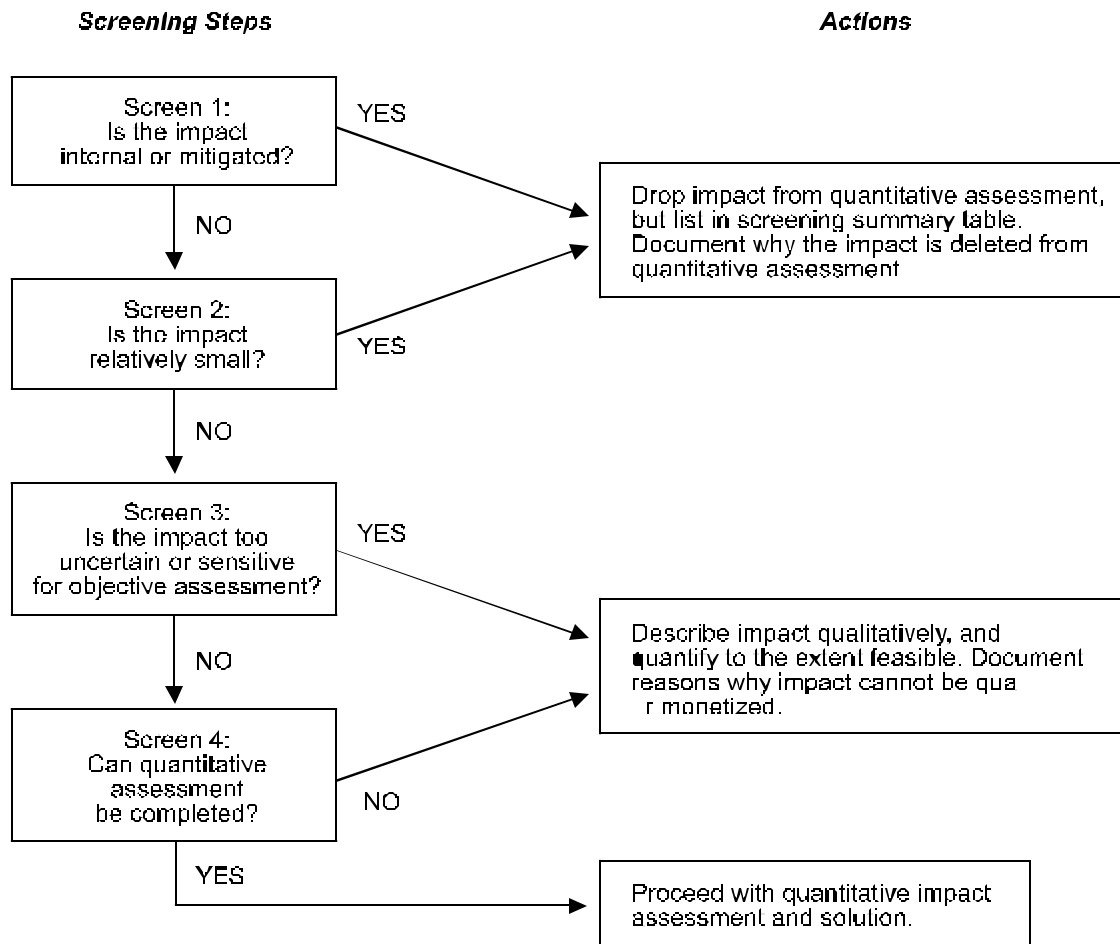 Screening Steps
Actions
Screen 1:
Is the impact
internal or mitigated?
YES
NO
Drop impact from quantitative assessment,
but list in screening summary table.
Document why the impact is deleted from
quantitative assessment
Screen 2:
Is the impact
relatively small?
YES
NO
Screen 3:
Is the impact too
uncertain or sensitive
for objective assessment?
YES
NO
Describe impact qualitatively, and
quantify to the extent feasible. Document
reasons why impact cannot be qua
r monetized.
Screen 4:
Can quantitative
assessment
be completed?
NO
YES
Proceed with quantitative impact
assessment and solution.